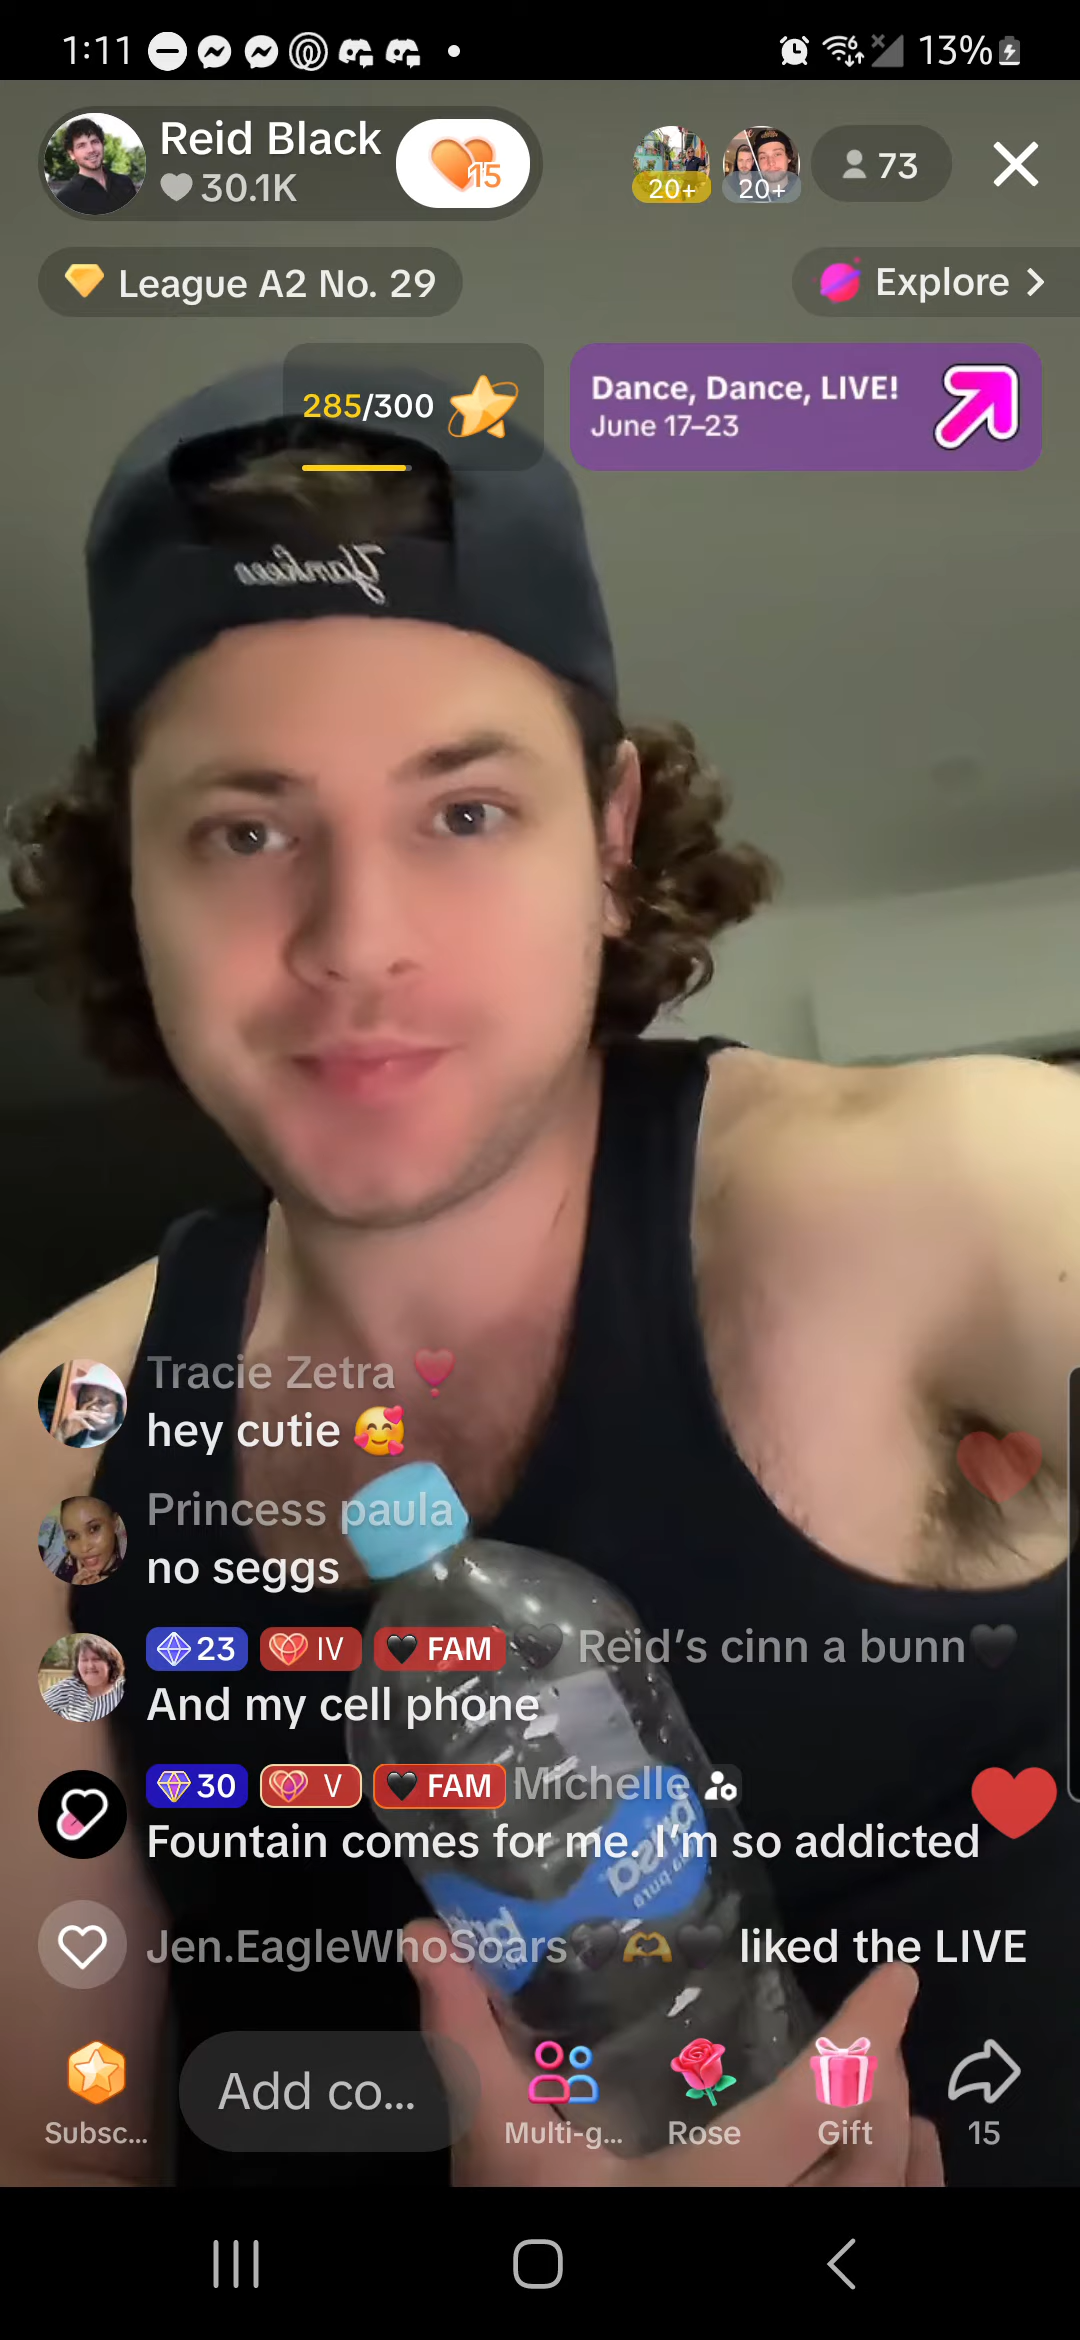 1:11 13%
Reid Black
30.1K
15
20+
20+
73
League A2 No. 29
Explore
285/300
Dance, Dance, LIVE!
June 17–23
Yankees
Tracie Zetra
hey cutie 🥰
Princess paula
no seggs
23 IV 🖤 FAM 🖤 Reid’s cinn a bunn🖤
And my cell phone
30 V 🖤 FAM Michelle
Fountain comes for me. I’m so addicted
Jen.EagleWhoSoars🖤🫶🖤 liked the LIVE
Subsc...
Add co...
Multi-g...
Rose
Gift
15